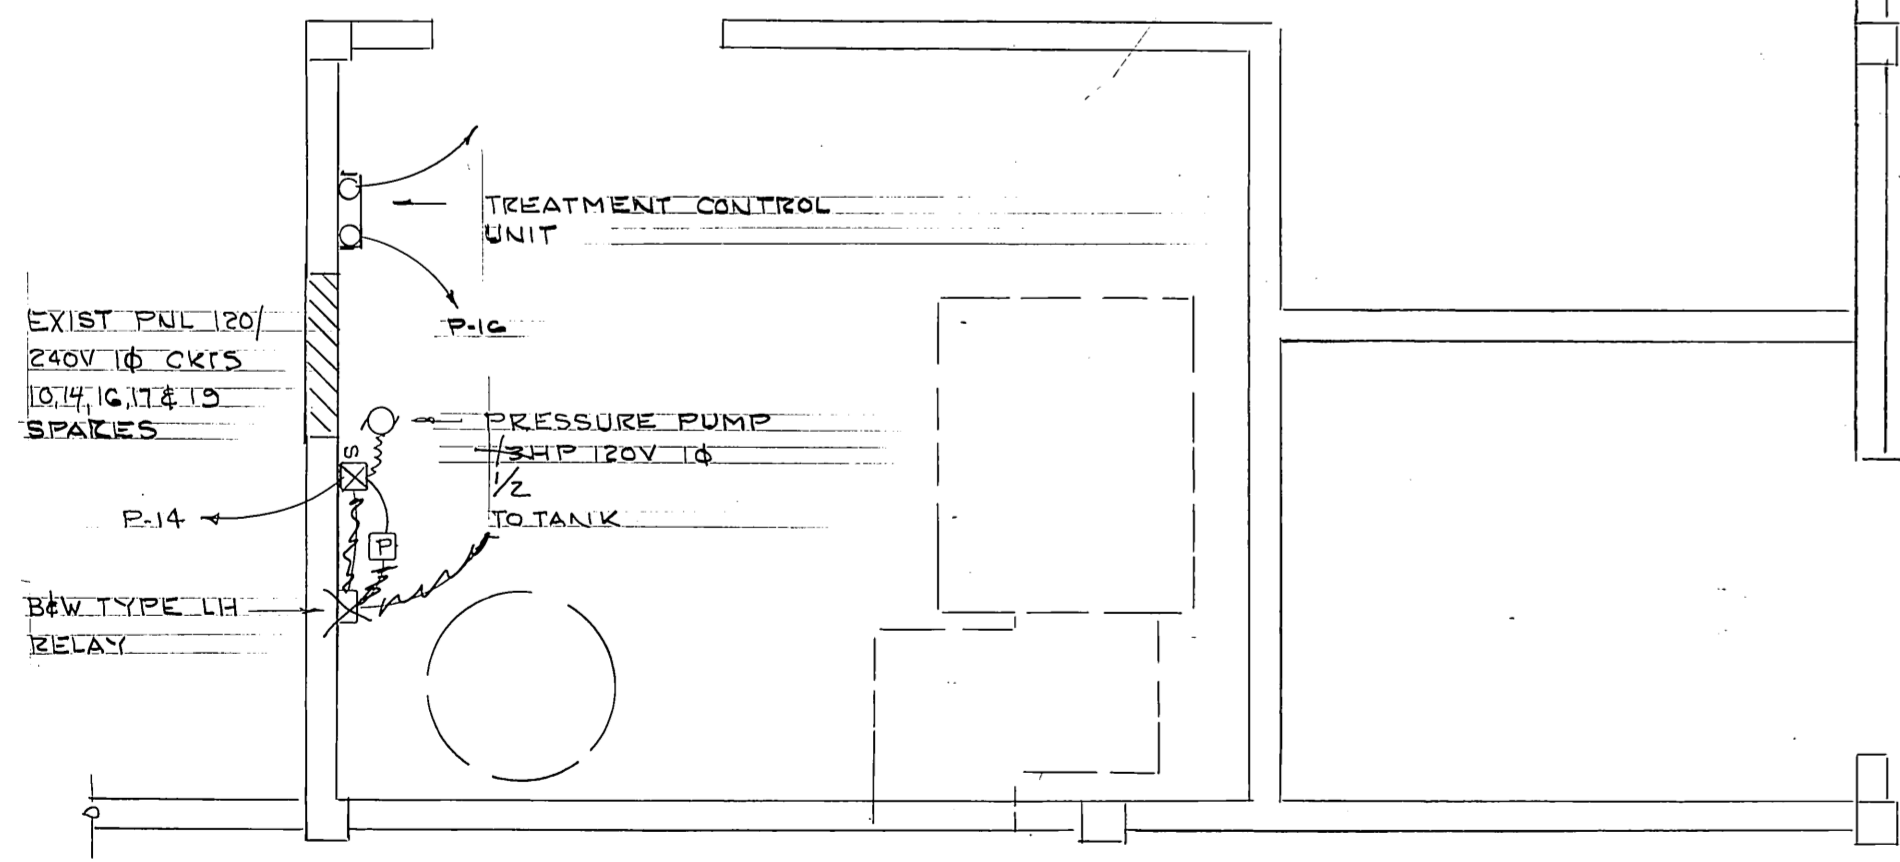 TREATMENT CONTROL
UNIT
P-16
EXIST PNL 120/
240V 1ϕ CKTS
10,14,16,17 & 19
SPARES
PRESSURE PUMP
1/3HP 120V 1ϕ
1/2
TO TANK
S
P-14
P
B&W TYPE LH
RELAY